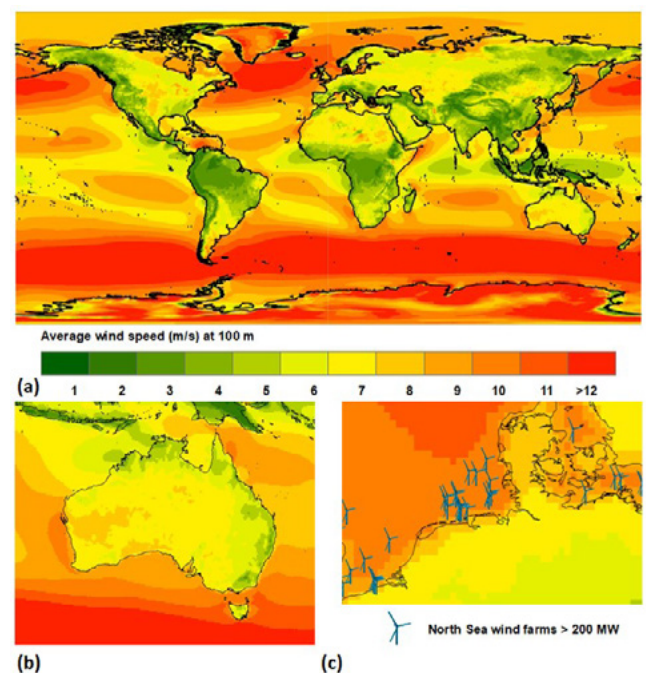 Average wind speed (m/s) at 100 m
(a) 1 2 3 4 5 6 7 8 9 10 11 >12
North Sea wind farms > 200 MW
(b) (c)